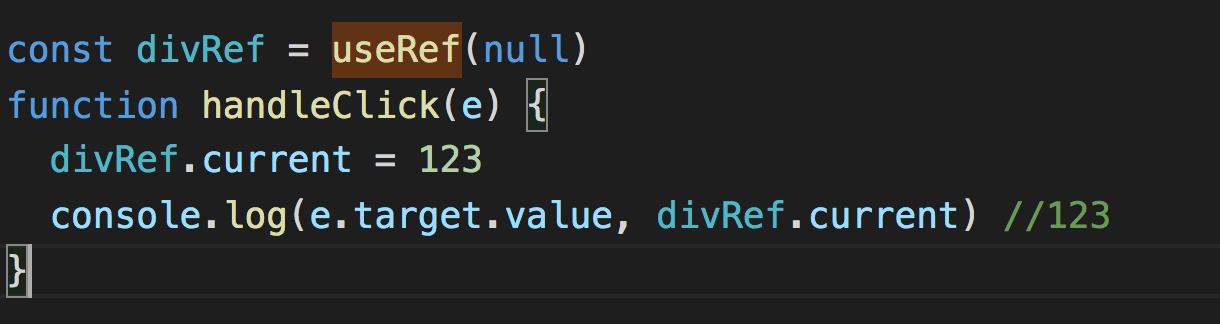 const divRef = useRef(null)
function handleClick(e) {
  divRef.current = 123
  console.log(e.target.value, divRef.current) //123
}